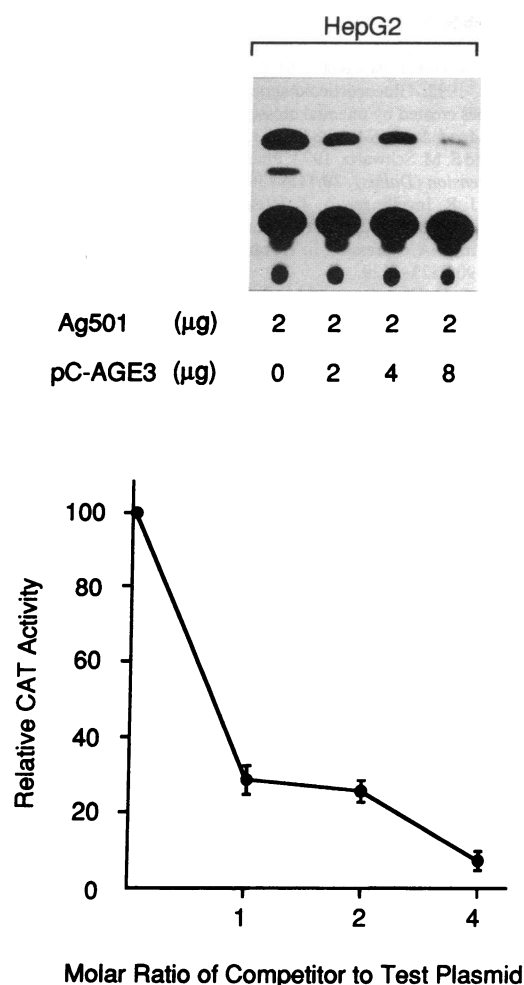 HepG2
Ag501 (μg) 2 2 2 2
pC-AGE3 (μg) 0 2 4 8
Relative CAT Activity
100
80
60
40
20
0
1 2 4
Molar Ratio of Competitor to Test Plasmid